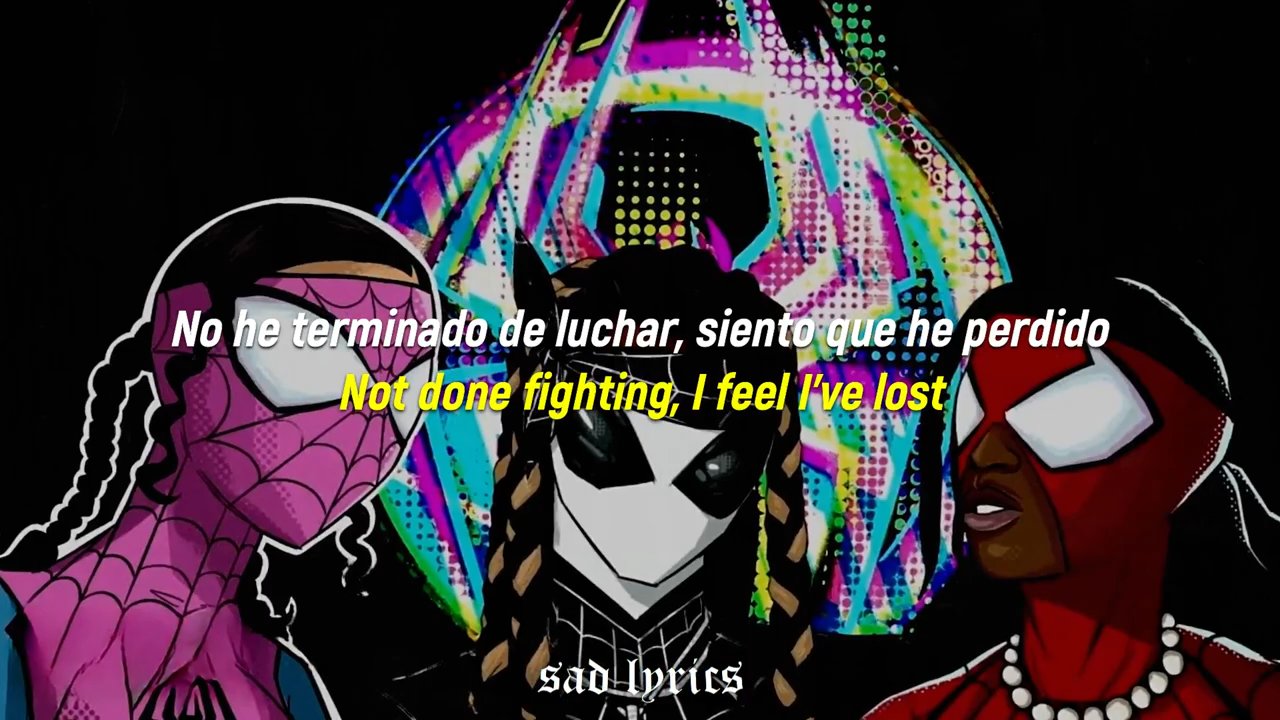 No he terminado de luchar, siento que he perdido
Not done fighting, I feel I've lost
sad lyrics